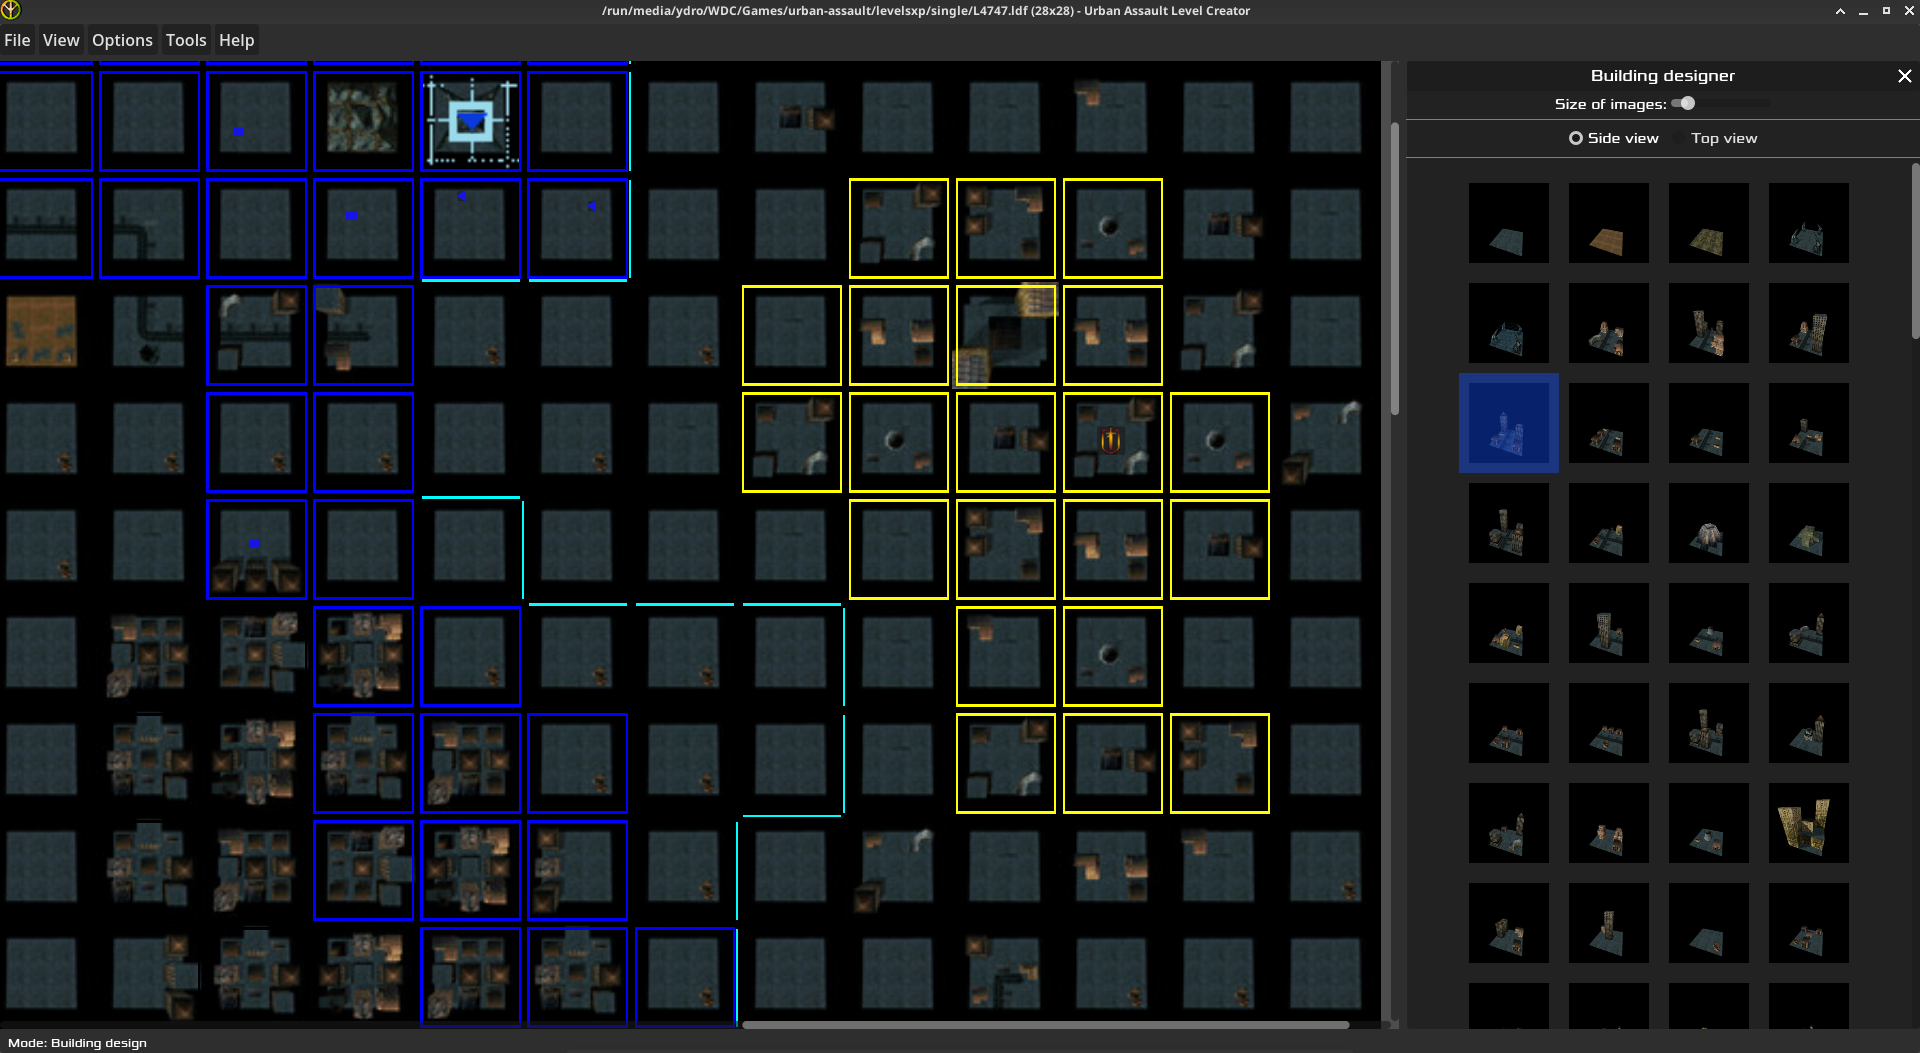 /run/media/ydro/WDC/Games/urban-assault/levelsxp/single/L4747.ldf (28x28) - Urban Assault Level Creator
File View Options Tools Help
Building designer
Size of images:
Side view Top view
Mode: Building design